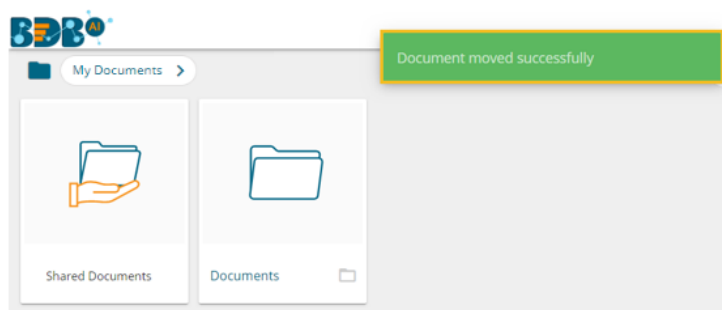 BDB AI
My Documents
Document moved successfully
Shared Documents
Documents